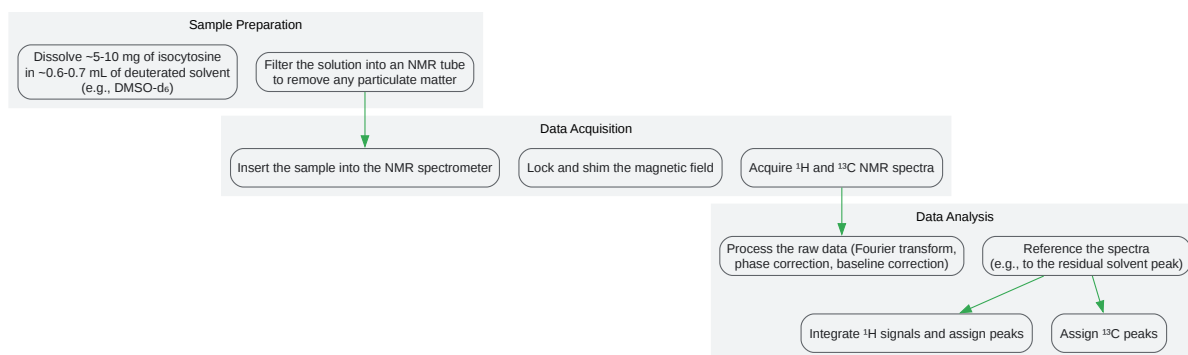 Sample Preparation
Dissolve ~5-10 mg of isocytosine
in ~0.6-0.7 mL of deuterated solvent
(e.g., DMSO-d₆)
Filter the solution into an NMR tube
to remove any particulate matter
Data Acquisition
Insert the sample into the NMR spectrometer
Lock and shim the magnetic field
Acquire ¹H and ¹³C NMR spectra
Data Analysis
Process the raw data (Fourier transform,
phase correction, baseline correction)
Reference the spectra
(e.g., to the residual solvent peak)
Integrate ¹H signals and assign peaks
Assign ¹³C peaks